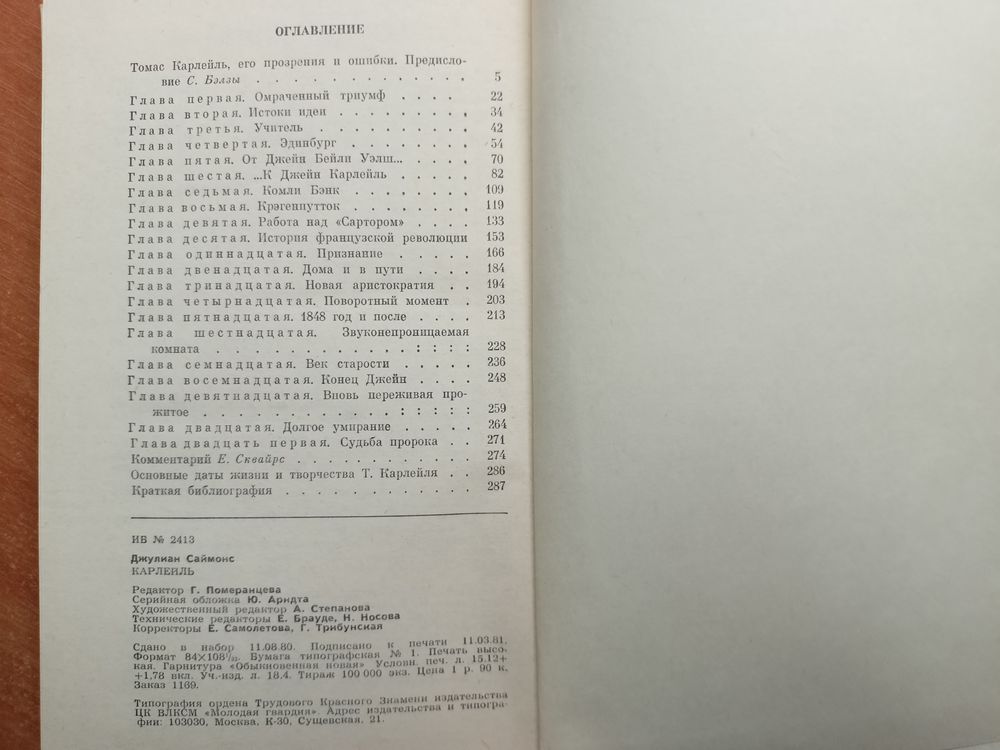 ОГЛАВЛЕНИЕ
Томас Карлейль, его прозрения и ошибки. Предисло-
вие С. Бэлзы . . . . . . . . . . . . . 5
Глава первая. Омраченный триумф . . . . 22
Глава вторая. Истоки идеи . . . . . . . . . 34
Глава третья. Учитель . . . . . . . . . . 42
Глава четвертая. Эдинбург . . . . . . . . 54
Глава пятая. От Джейн Бейли Уэлш... . . . . 70
Глава шестая. ...К Джейн Карлейль . . . . . 82
Глава седьмая. Комли Бэнк . . . . . . . . 109
Глава восьмая. Крэгенпутток . . . . . . . . 119
Глава девятая. Работа над «Сартором» . . . . 133
Глава десятая. История французской революции 153
Глава одиннадцатая. Признание . . . . . 166
Глава двенадцатая. Дома и в пути . . . . 184
Глава тринадцатая. Новая аристократия . . 194
Глава четырнадцатая. Поворотный момент . 203
Глава пятнадцатая. 1848 год и после . . . . 213
Глава шестнадцатая. Звуконепроницаемая
комната . . . . . . . . . . . . : : : : 228
Глава семнадцатая. Век старости . . . . . 236
Глава восемнадцатая. Конец Джейн . . . . 248
Глава девятнадцатая. Вновь переживая про-
житое . . . . . . . . . . . . : : : : : 259
Глава двадцатая. Долгое умирание . . . . . 264
Глава двадцать первая. Судьба пророка . . 271
Комментарий Е. Сквайрс . . . . . . . . . . . 274
Основные даты жизни и творчества Т. Карлейля . . 286
Краткая библиография . . . . . . . . . . . . 287
ИБ № 2413
Джулиан Саймонс
КАРЛЕЙЛЬ
Редактор Г. Померанцева
Серийная обложка Ю. Арндта
Художественный редактор А. Степанова
Технические редакторы Е. Брауде, Н. Носова
Корректоры Е. Самолетова, Г. Трибунская
Сдано в набор 11.08.80. Подписано к печати 11.03.81.
Формат 84×108¹/₃₂. Бумага типографская № 1. Печать высо-
кая. Гарнитура «Обыкновенная новая» Условн. печ. л. 15.12+
+1,78 вкл. Уч.-изд. л. 18.4. Тираж 100 000 экз. Цена 1 р. 90 к.
Заказ 1169.
Типография ордена Трудового Красного Знамени издательства
ЦК ВЛКСМ «Молодая гвардия». Адрес издательства и типогра-
фии: 103030, Москва, К-30, Сущевская, 21.